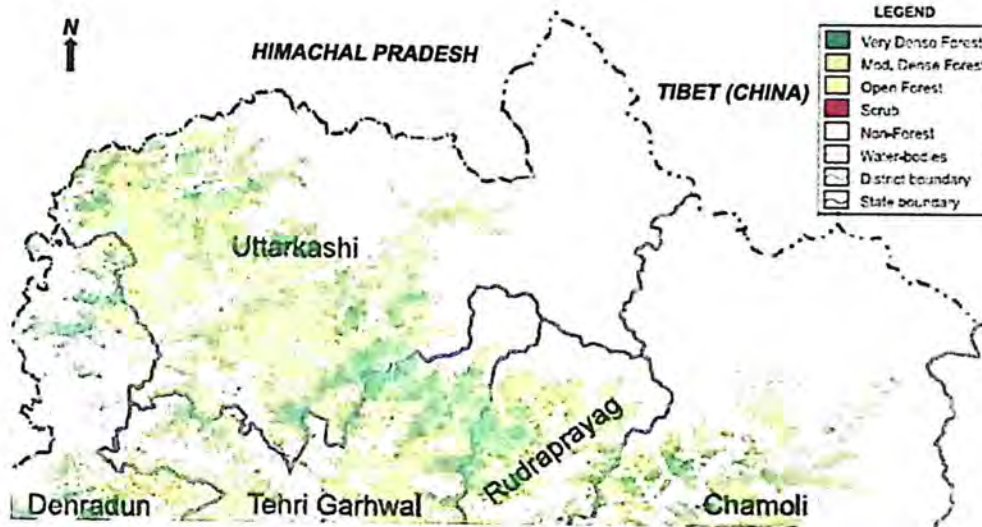 N
HIMACHAL PRADESH
TIBET (CHINA)
LEGEND
Very Dense Forest
Mod. Dense Forest
Open Forest
Scrub
Non-Forest
Water-bodies
District boundary
State boundary
Uttarkashi
Rudraprayag
Denradun
Tehri Garhwal
Chamoli